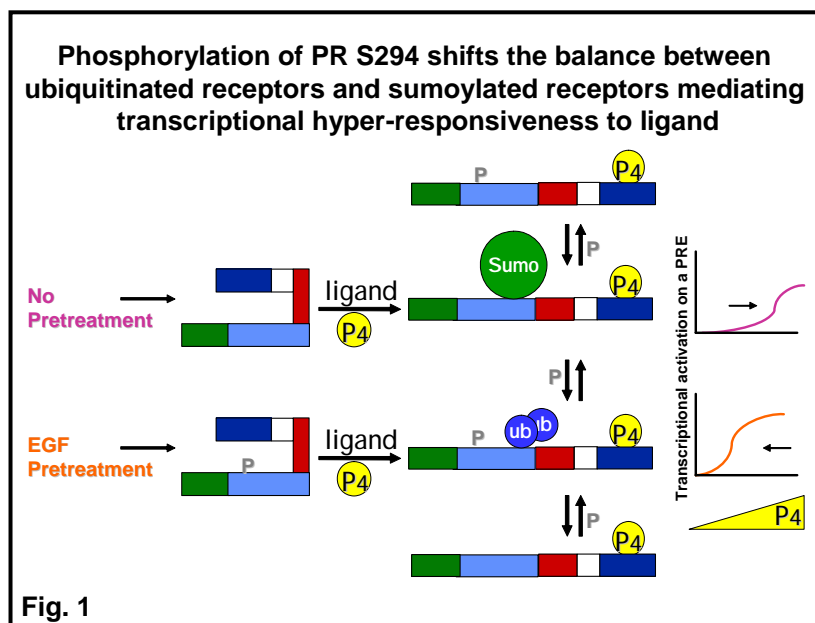 Phosphorylation of PR S294 shifts the balance between
ubiquitinated receptors and sumoylated receptors mediating
transcriptional hyper-responsiveness to ligand
P
P4
P
Sumo
P4
No
Pretreatment
ligand
P4
Transcriptional activation on a PRE
P
EGF
Pretreatment
P
ligand
P4
P
ub
ub
P4
P4
P
P4
Fig. 1